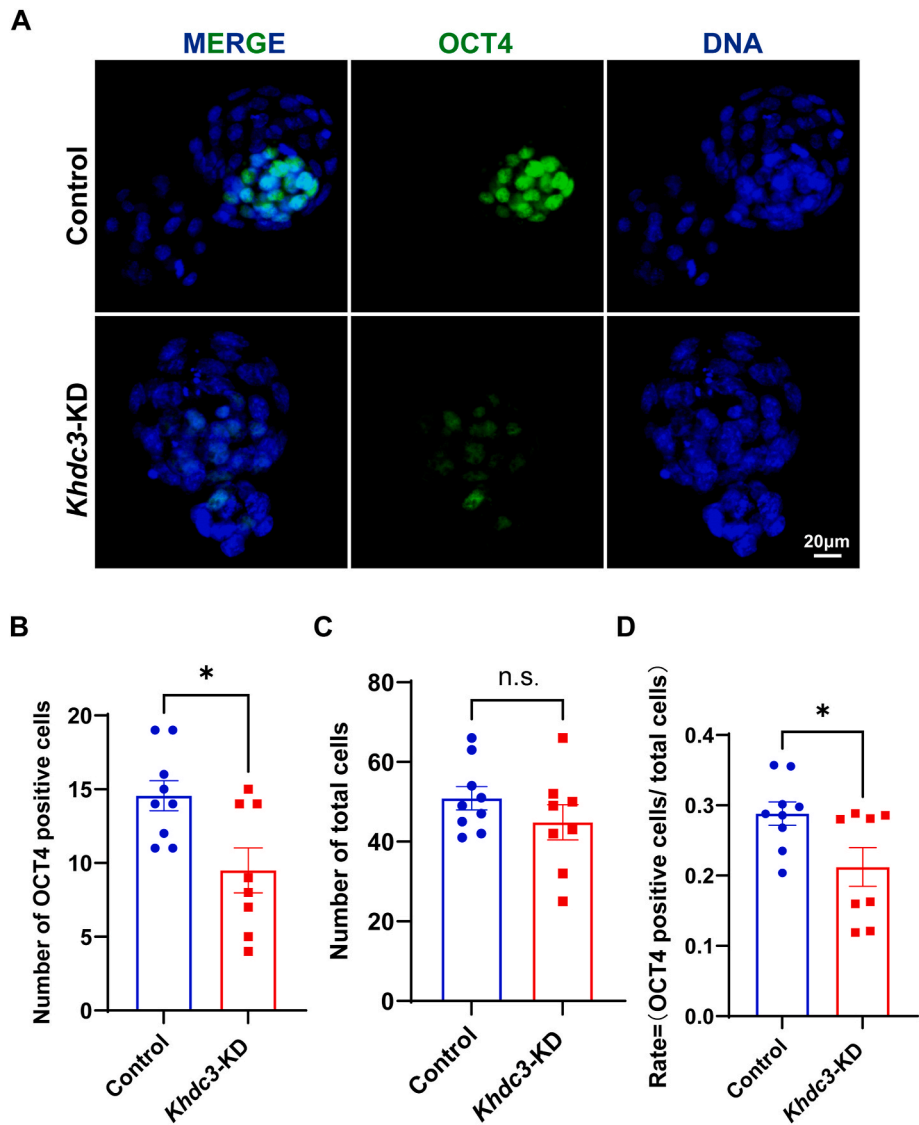 A
MERGE OCT4 DNA
Control
Khdc3-KD
20μm
B
Number of OCT4 positive cells
20
15
10
5
0
*
Control
Khdc3-KD
C
Number of total cells
80
60
40
20
0
n.s.
Control
Khdc3-KD
D
Rate=(OCT4 positive cells/ total cells)
0.4
0.3
0.2
0.1
0.0
*
Control
Khdc3-KD